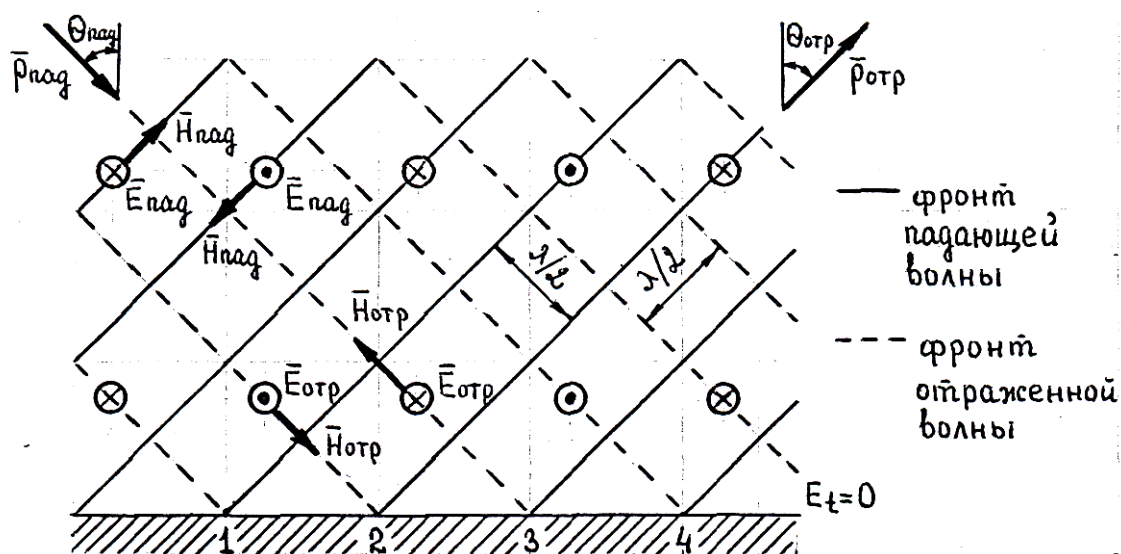 Θпад
Θотр
p̄пад
p̄отр
H̄пад
Ēпад
Ēпад
H̄пад
λ/2
λ/2
фронт
падающей
волны
H̄отр
Ēотр
Ēотр
H̄отр
фронт
отраженной
волны
Et=0
1
2
3
4